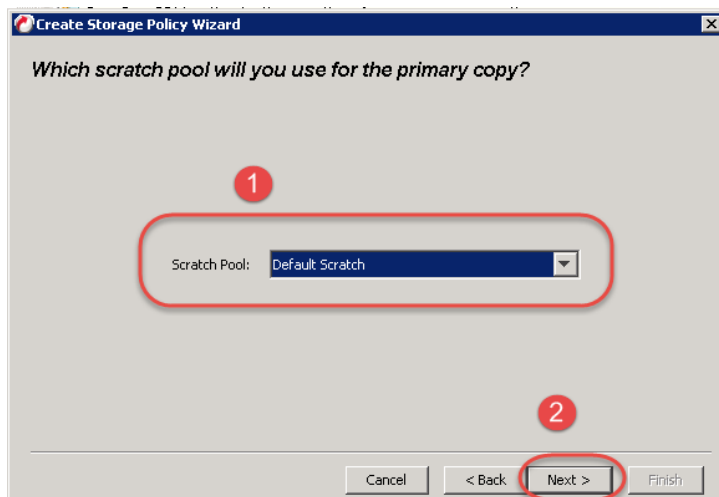 Create Storage Policy Wizard
Which scratch pool will you use for the primary copy?
1
Scratch Pool: Default Scratch
2
Cancel < Back Next > Finish